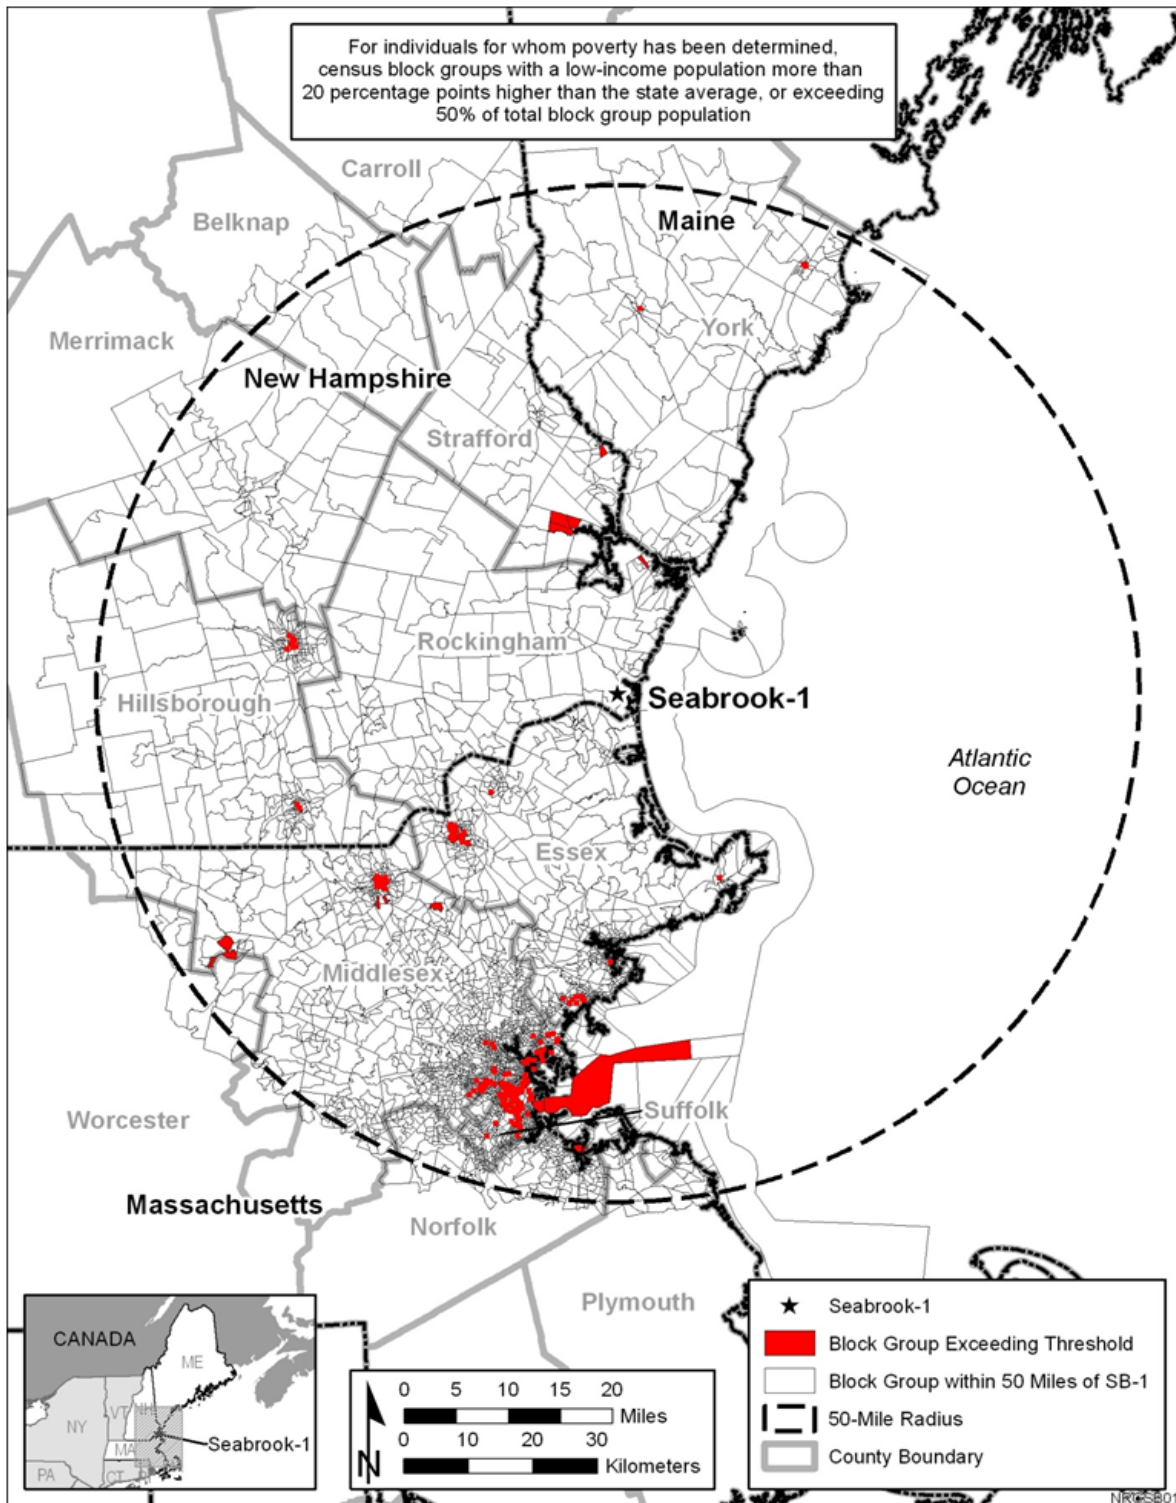 For individuals for whom poverty has been determined,
census block groups with a low-income population more than
20 percentage points higher than the state average, or exceeding
50% of total block group population
Carroll
Belknap
Maine
York
Merrimack
New Hampshire
Strafford
Rockingham
Hillsborough
Seabrook-1
Atlantic
Ocean
Essex
Middlesex
Suffolk
Worcester
Massachusetts
Norfolk
Plymouth
CANADA
ME
VT
NH
NY
MA
Seabrook-1
PA
CT
0 5 10 15 20
Miles
0 10 20 30
Kilometers
N
Seabrook-1
Block Group Exceeding Threshold
Block Group within 50 Miles of SB-1
50-Mile Radius
County Boundary